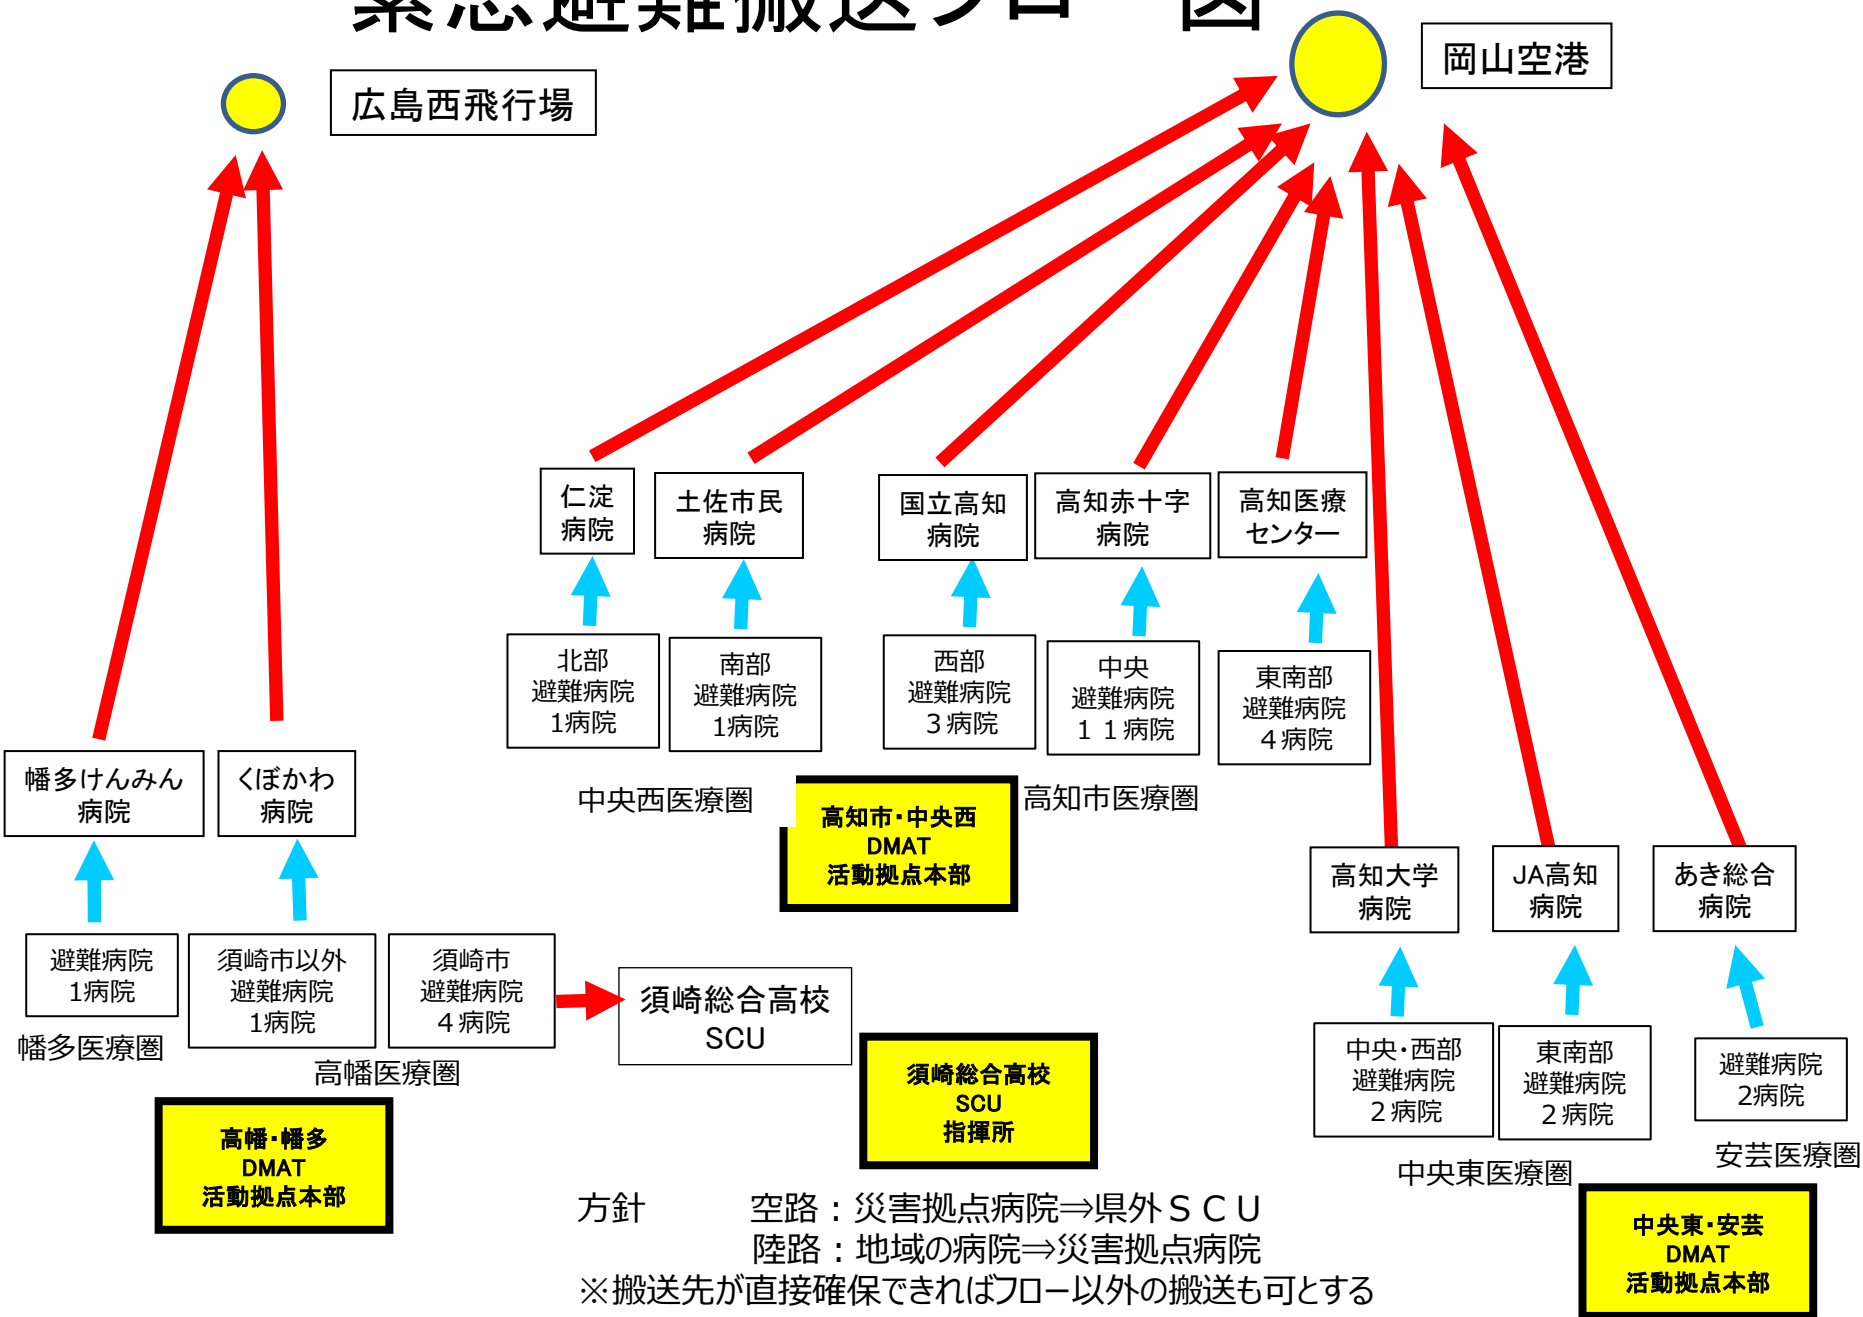 緊急避難搬送フロー図
岡山空港
広島西飛行場
仁淀
病院
土佐市民
病院
国立高知
病院
高知赤十字
病院
高知医療
センター
北部
避難病院
1病院
南部
避難病院
1病院
西部
避難病院
３病院
中央
避難病院
１１病院
東南部
避難病院
４病院
中央西医療圏
高知市医療圏
高知市・中央西
DMAT
活動拠点本部
幡多けんみん
病院
くぼかわ
病院
高知大学
病院
JA高知
病院
あき総合
病院
避難病院
1病院
須崎市以外
避難病院
1病院
須崎市
避難病院
４病院
須崎総合高校
SCU
幡多医療圏
高幡医療圏
須崎総合高校
SCU
指揮所
中央・西部
避難病院
２病院
東南部
避難病院
２病院
避難病院
2病院
中央東医療圏
安芸医療圏
高幡・幡多
DMAT
活動拠点本部
中央東・安芸
DMAT
活動拠点本部
方針　空路：災害拠点病院⇒県外ＳＣＵ
陸路：地域の病院⇒災害拠点病院
※搬送先が直接確保できればフロー以外の搬送も可とする